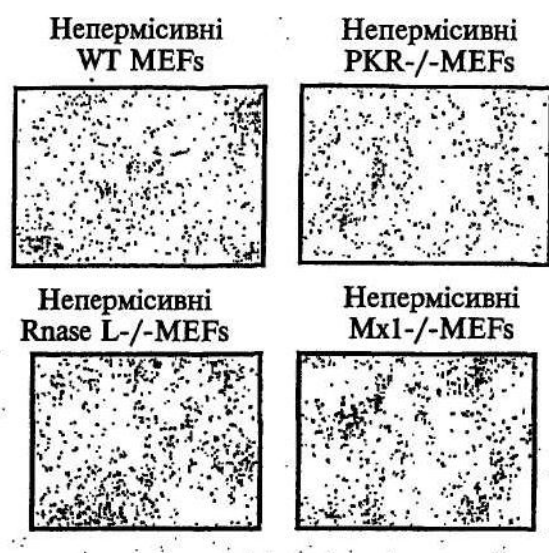 Непермісивні
WT MEFs
Непермісивні
PKR-/-MEFs
Непермісивні
Rnase L-/-MEFs
Непермісивні
Mx1-/-MEFs